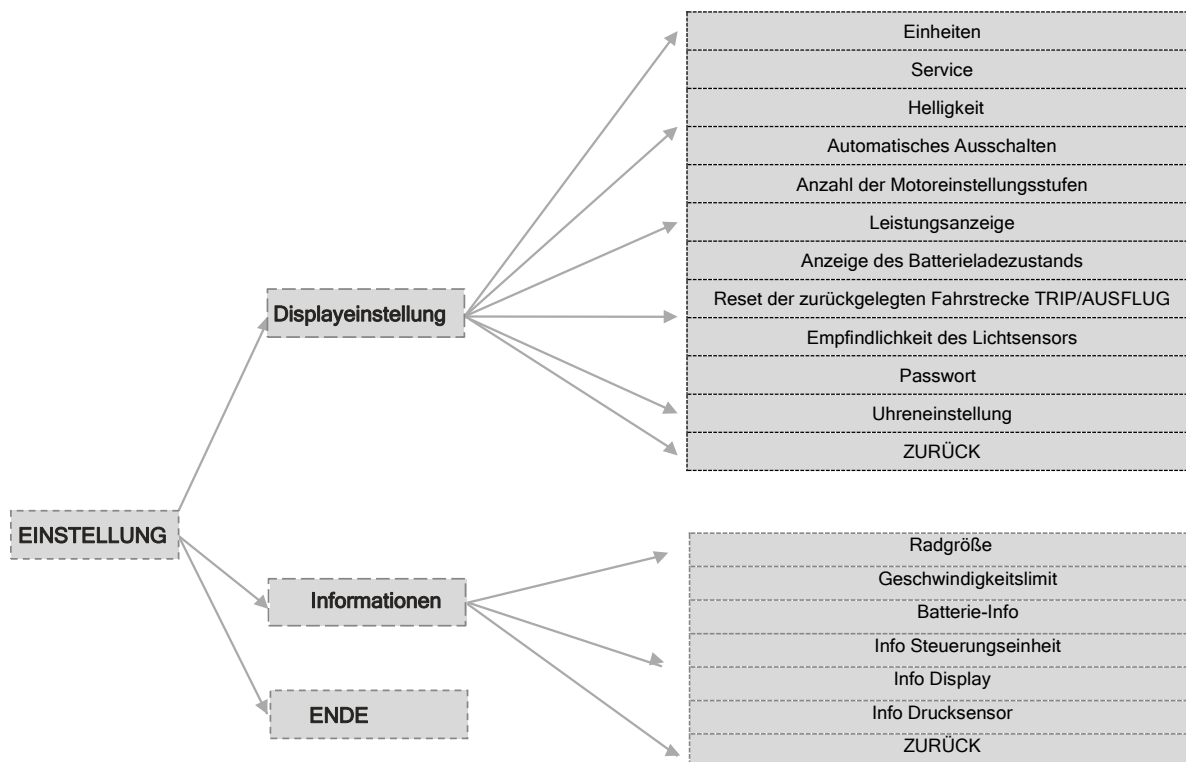 Einheiten
Service
Helligkeit
Automatisches Ausschalten
Anzahl der Motoreinstellungsstufen
Leistungsanzeige
Anzeige des Batterieladezustands
Reset der zurückgelegten Fahrstrecke TRIP/AUSFLUG
Empfindlichkeit des Lichtsensors
Passwort
Uhreneinstellung
ZURÜCK
Displayeinstellung
EINSTELLUNG
Informationen
ENDE
Radgröße
Geschwindigkeitslimit
Batterie-Info
Info Steuerungseinheit
Info Display
Info Drucksensor
ZURÜCK